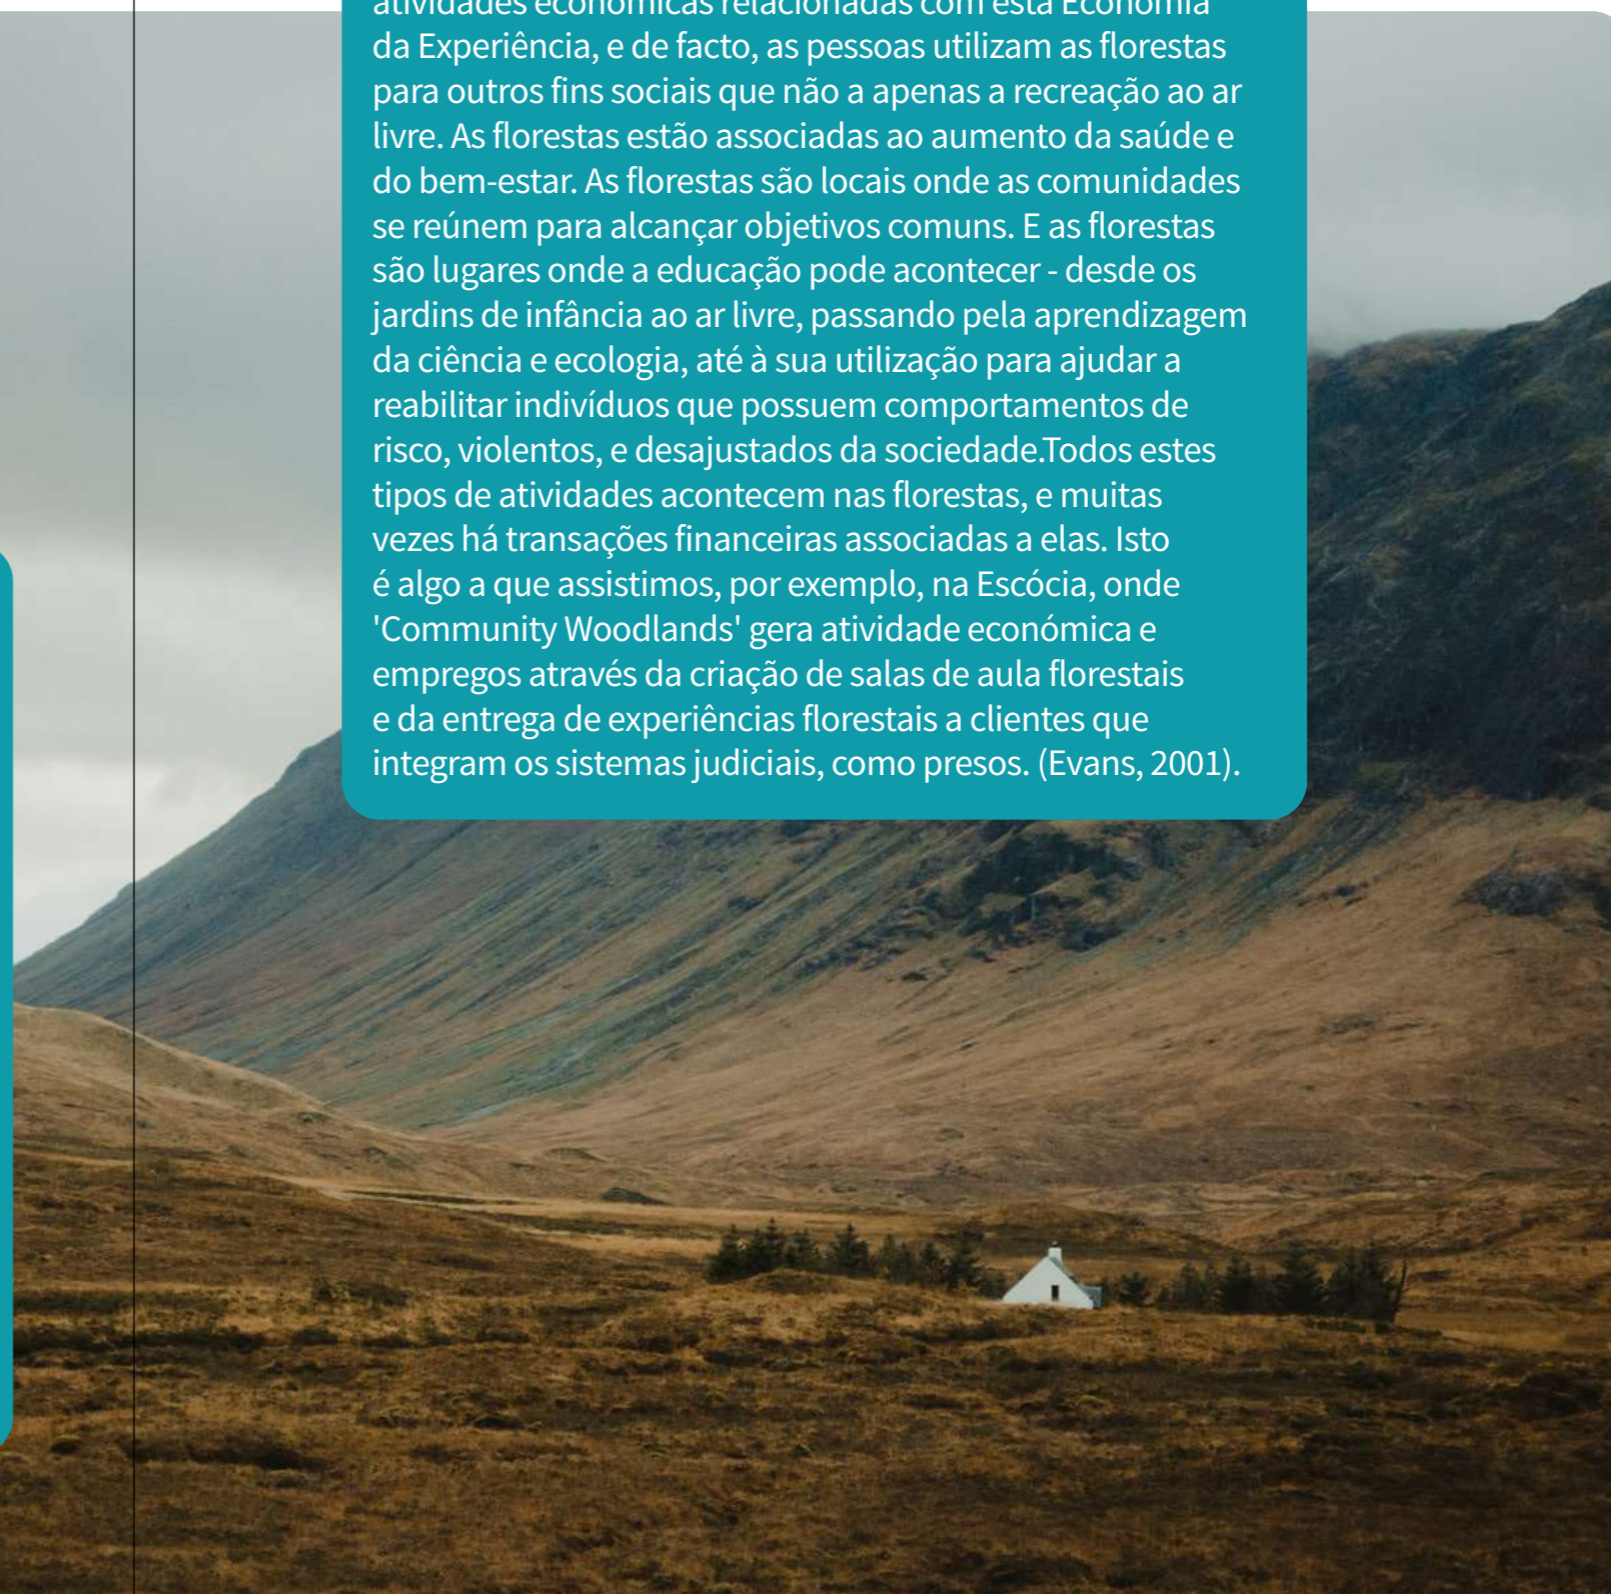 atividades económicas relacionadas com esta Economia
da Experiência, e de facto, as pessoas utilizam as florestas
para outros fins sociais que não a apenas a recreação ao ar
livre. As florestas estão associadas ao aumento da saúde e
do bem-estar. As florestas são locais onde as comunidades
se reúnem para alcançar objetivos comuns. E as florestas
são lugares onde a educação pode acontecer - desde os
jardins de infância ao ar livre, passando pela aprendizagem
da ciência e ecologia, até à sua utilização para ajudar a
reabilitar indivíduos que possuem comportamentos de
risco, violentos, e desajustados da sociedade.Todos estes
tipos de atividades acontecem nas florestas, e muitas
vezes há transações financeiras associadas a elas. Isto
é algo a que assistimos, por exemplo, na Escócia, onde
'Community Woodlands' gera atividade económica e
empregos através da criação de salas de aula florestais
e da entrega de experiências florestais a clientes que
integram os sistemas judiciais, como presos. (Evans, 2001).